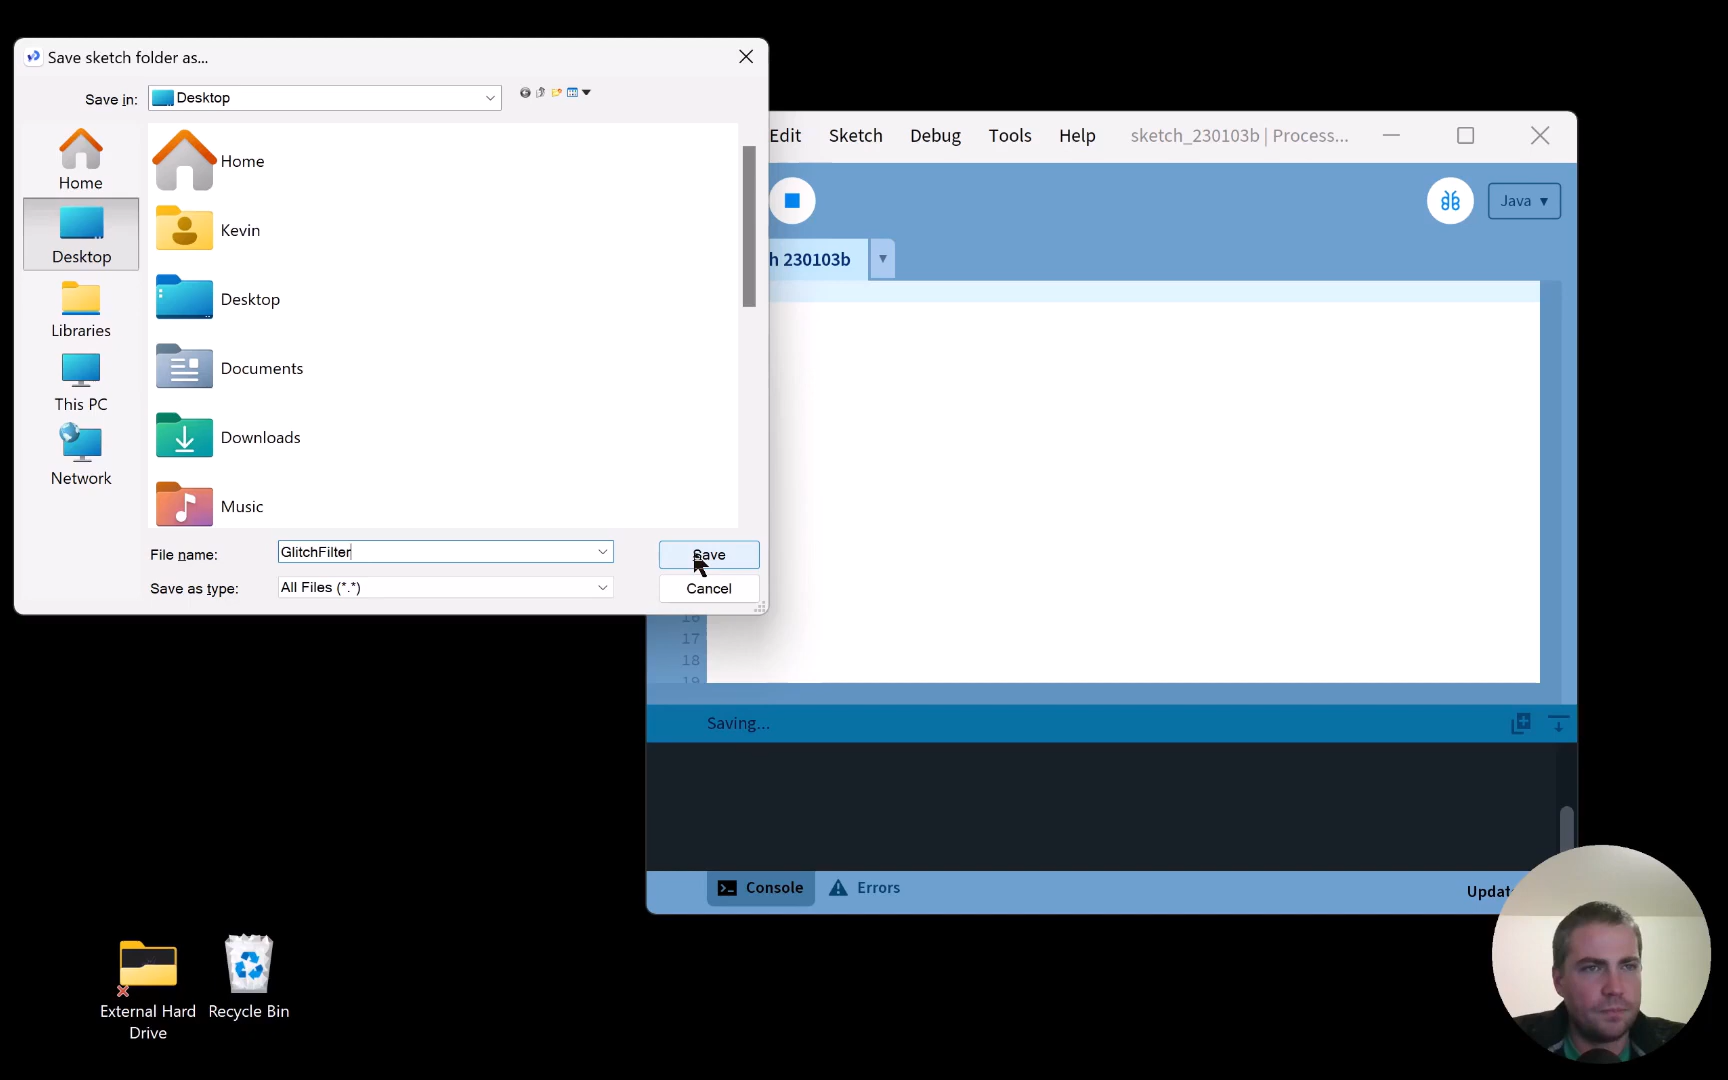 Save sketch folder as...
Save in:
Desktop
Home
Desktop
Libraries
This PC
Network
Home
Kevin
Desktop
Documents
Downloads
Music
File name:
GlitchFilter
Save
Save as type:
All Files (*.*)
Cancel
Edit
Sketch
Debug
Tools
Help
sketch_230103b | Process...
Java
h 230103b
16
17
18
19
Saving...
Console
Errors
Updat
External Hard
Drive
Recycle Bin